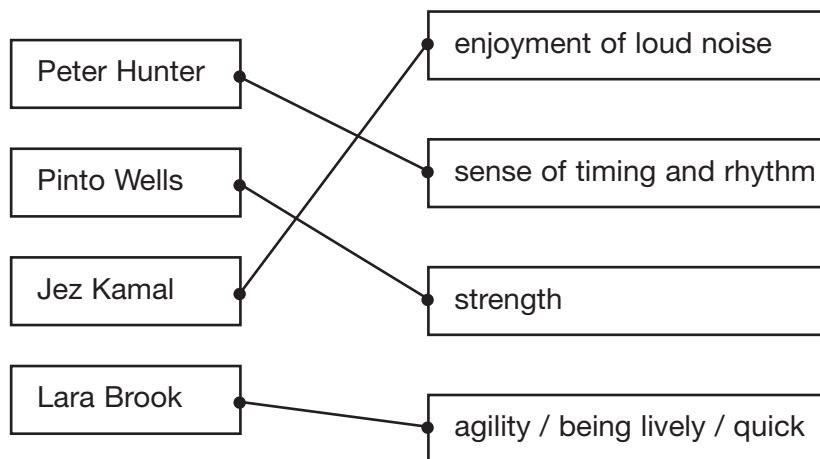 Peter Hunter
Pinto Wells
Jez Kamal
Lara Brook
enjoyment of loud noise
sense of timing and rhythm
strength
agility / being lively / quick